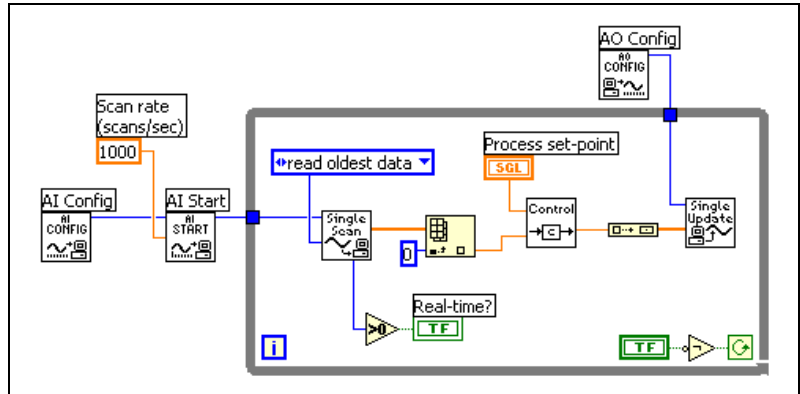 AO Config
AO
CONFIG
Scan rate
(scans/sec)
1000
read oldest data
Process set-point
SGL
AI Config
AI
CONFIG
AI Start
AI
START
Single
Scan
Control
C
Single
Update
0
Real-time?
>0
TF
i
TF